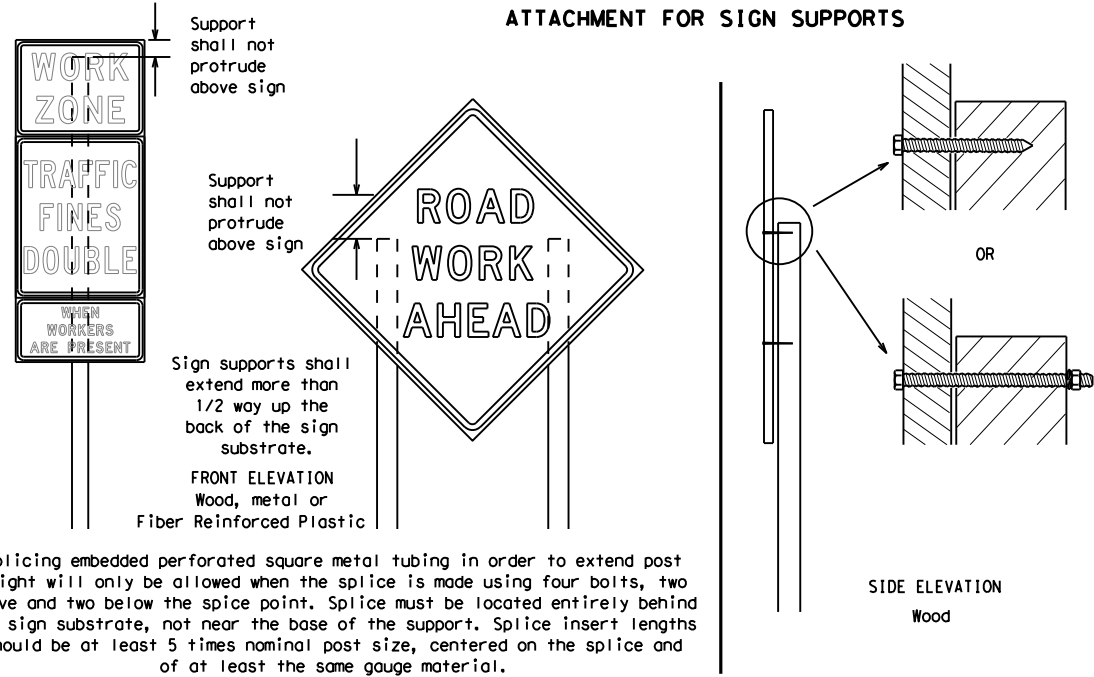 ATTACHMENT FOR SIGN SUPPORTS
Support
shall not
protrude
above sign
WORK
ZONE
TRAFFIC
FINES
DOUBLE
WHEN
WORKERS
ARE PRESENT
Support
shall not
protrude
above sign
ROAD
WORK
AHEAD
Sign supports shall
extend more than
1/2 way up the
back of the sign
substrate.
FRONT ELEVATION
Wood, metal or
Fiber Reinforced Plastic
OR
SIDE ELEVATION
Wood
plicing embedded perforated square metal tubing in order to extend post
ight will only be allowed when the splice is made using four bolts, two
ve and two below the spice point. Splice must be located entirely behind
sign substrate, not near the base of the support. Splice insert lengths
hould be at least 5 times nominal post size, centered on the splice and
of at least the same gauge material.